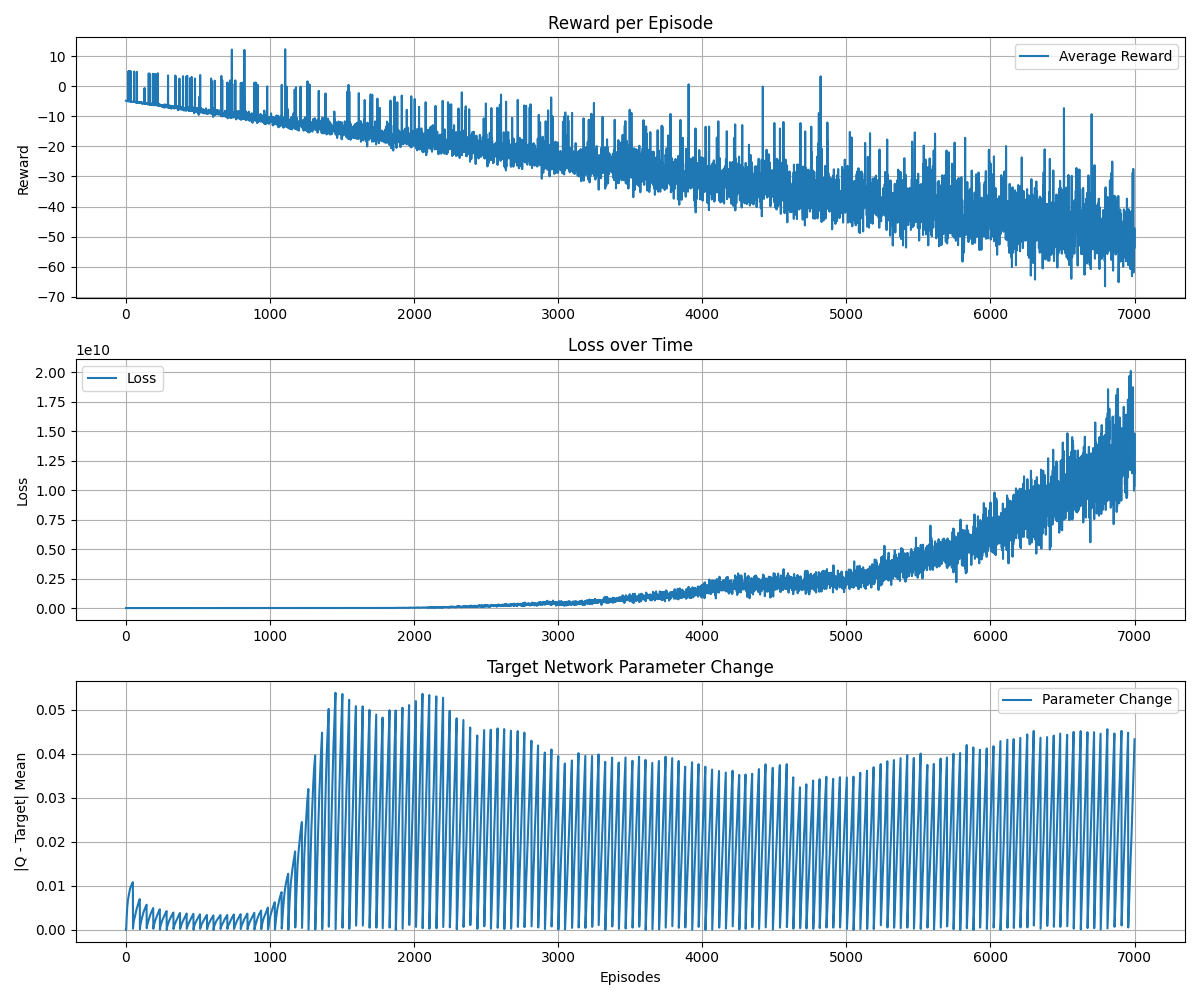 Reward per Episode
Average Reward
Reward
10
0
−10
−20
−30
−40
−50
−60
−70
0 1000 2000 3000 4000 5000 6000 7000
Loss over Time
1e10
Loss
Loss
2.00
1.75
1.50
1.25
1.00
0.75
0.50
0.25
0.00
0 1000 2000 3000 4000 5000 6000 7000
Target Network Parameter Change
Parameter Change
|Q - Target| Mean
0.05
0.04
0.03
0.02
0.01
0.00
0 1000 2000 3000 4000 5000 6000 7000
Episodes